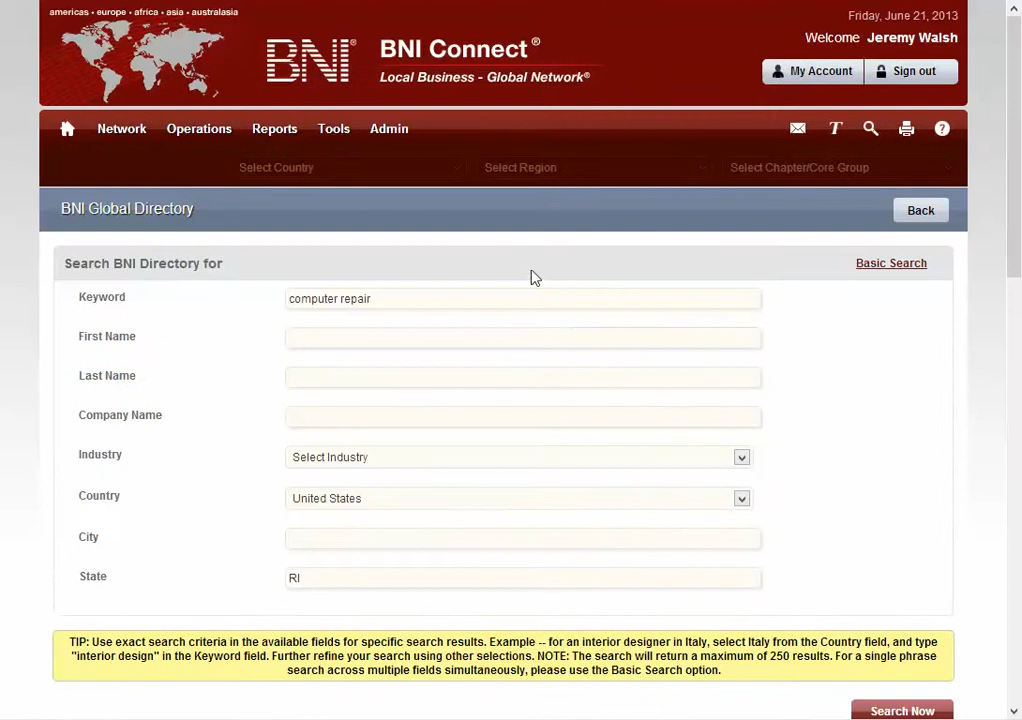 americas • europe • africa • asia • australasia
Friday, June 21, 2013
BNI® BNI Connect®
Local Business - Global Network®
Welcome Jeremy Walsh
My Account Sign out
Network Operations Reports Tools Admin T ?
Select Country Select Region Select Chapter/Core Group
BNI Global Directory Back
Search BNI Directory for Basic Search
Keyword computer repair
First Name
Last Name
Company Name
Industry Select Industry
Country United States
City
State RI
TIP: Use exact search criteria in the available fields for specific search results. Example -- for an interior designer in Italy, select Italy from the Country field, and type
"interior design" in the Keyword field. Further refine your search using other selections. NOTE: The search will return a maximum of 250 results. For a single phrase
search across multiple fields simultaneously, please use the Basic Search option.
Search Now